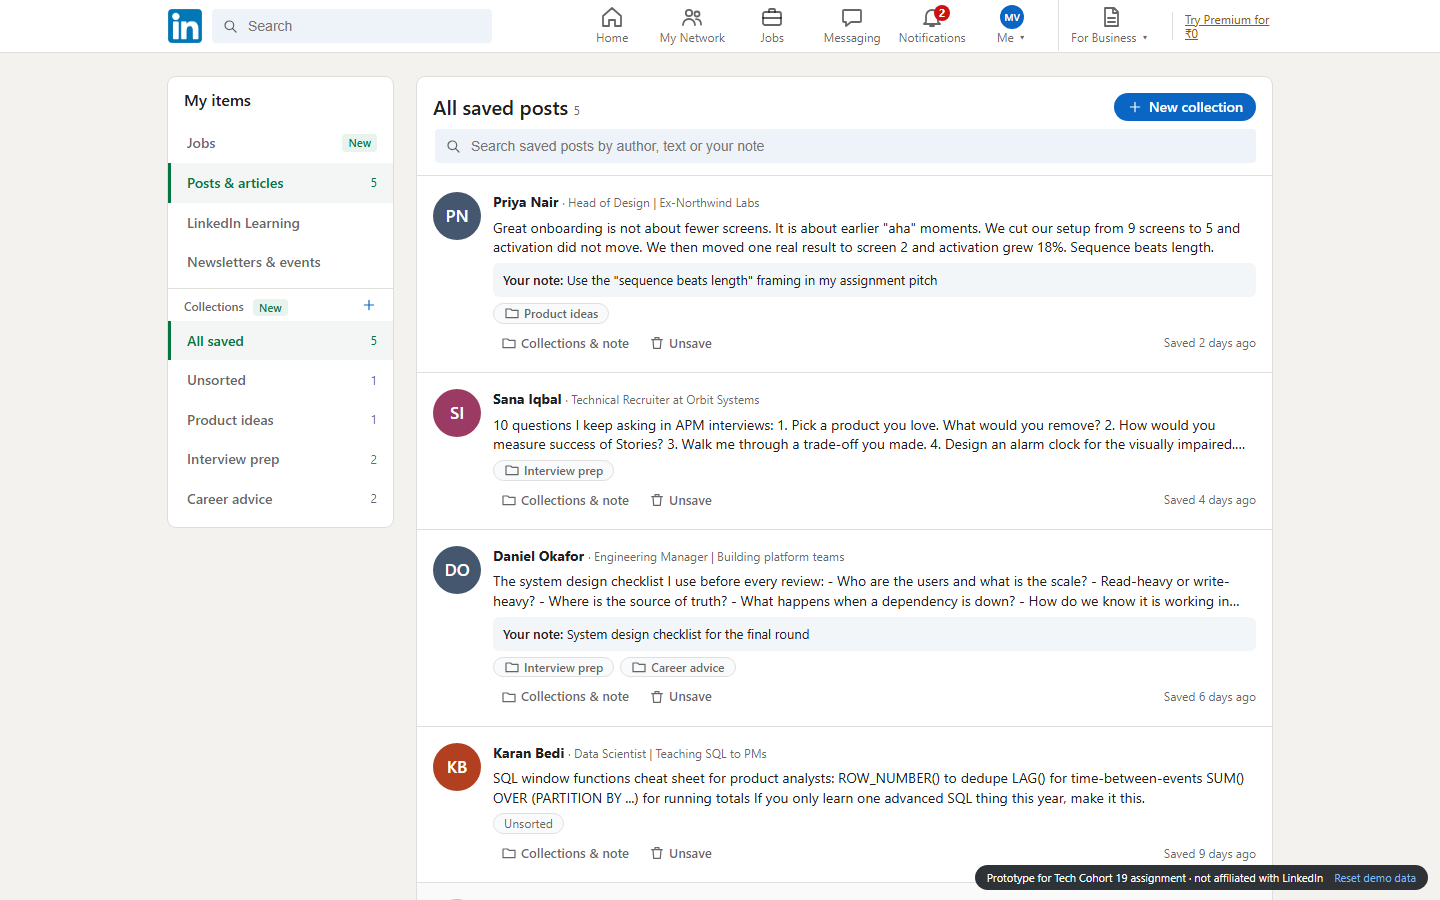 in
Search
Home
My Network
Jobs
Messaging
2
Notifications
MV
Me
For Business
Try Premium for
₹0
My items
Jobs
New
Posts & articles
5
LinkedIn Learning
Newsletters & events
Collections
New
+
All saved
5
Unsorted
1
Product ideas
1
Interview prep
2
Career advice
2
All saved posts 5
+ New collection
Search saved posts by author, text or your note
PN
Priya Nair · Head of Design | Ex-Northwind Labs
Great onboarding is not about fewer screens. It is about earlier "aha" moments. We cut our setup from 9 screens to 5 and
activation did not move. We then moved one real result to screen 2 and activation grew 18%. Sequence beats length.
Your note: Use the "sequence beats length" framing in my assignment pitch
Product ideas
Collections & note
Unsave
Saved 2 days ago
SI
Sana Iqbal · Technical Recruiter at Orbit Systems
10 questions I keep asking in APM interviews: 1. Pick a product you love. What would you remove? 2. How would you
measure success of Stories? 3. Walk me through a trade-off you made. 4. Design an alarm clock for the visually impaired....
Interview prep
Collections & note
Unsave
Saved 4 days ago
DO
Daniel Okafor · Engineering Manager | Building platform teams
The system design checklist I use before every review: - Who are the users and what is the scale? - Read-heavy or write-
heavy? - Where is the source of truth? - What happens when a dependency is down? - How do we know it is working in...
Your note: System design checklist for the final round
Interview prep
Career advice
Collections & note
Unsave
Saved 6 days ago
KB
Karan Bedi · Data Scientist | Teaching SQL to PMs
SQL window functions cheat sheet for product analysts: ROW_NUMBER() to dedupe LAG() for time-between-events SUM()
OVER (PARTITION BY ...) for running totals If you only learn one advanced SQL thing this year, make it this.
Unsorted
Collections & note
Unsave
Saved 9 days ago
Prototype for Tech Cohort 19 assignment · not affiliated with LinkedIn
Reset demo data